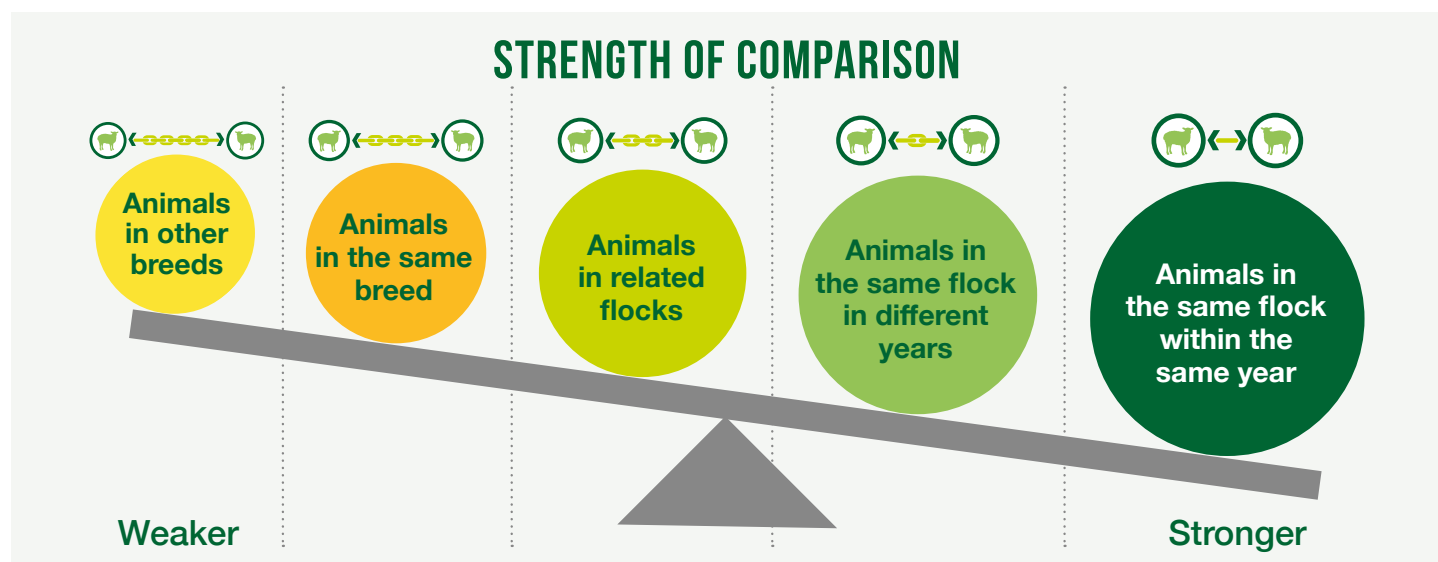 STRENGTH OF COMPARISON
Animals
in other
breeds
Animals
in the same
breed
Animals
in related
flocks
Animals in
the same flock
in different
years
Animals in
the same flock
within the
same year
Weaker
Stronger